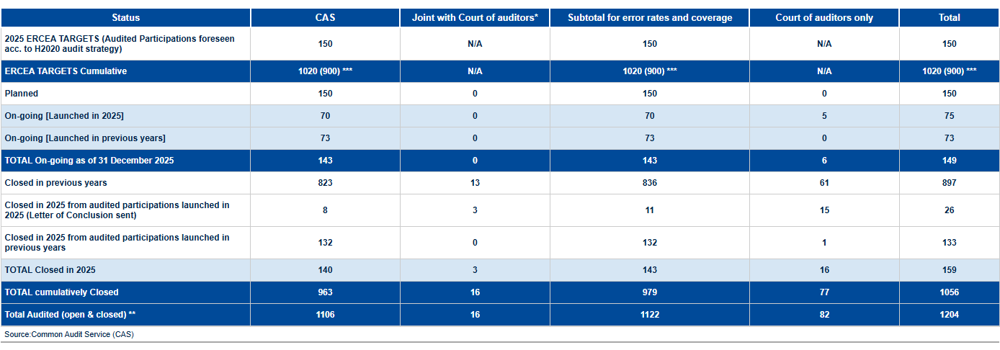 Status CAS Joint with Court of auditors* Subtotal for error rates and coverage Court of auditors only Total
2025 ERCEA TARGETS (Audited Participations foreseen
acc. to H2020 audit strategy) 150 N/A 150 N/A 150
ERCEA TARGETS Cumulative 1020 (900) *** N/A 1020 (900) *** N/A 1020 (900) ***
Planned 150 0 150 0 150
On-going [Launched in 2025] 70 0 70 5 75
On-going [Launched in previous years] 73 0 73 0 73
TOTAL On-going as of 31 December 2025 143 0 143 6 149
Closed in previous years 823 13 836 61 897
Closed in 2025 from audited participations launched in
2025 (Letter of Conclusion sent) 8 3 11 15 26
Closed in 2025 from audited participations launched in
previous years 132 0 132 1 133
TOTAL Closed in 2025 140 3 143 16 159
TOTAL cumulatively Closed 963 16 979 77 1056
Total Audited (open & closed) ** 1106 16 1122 82 1204
Source:Common Audit Service (CAS)